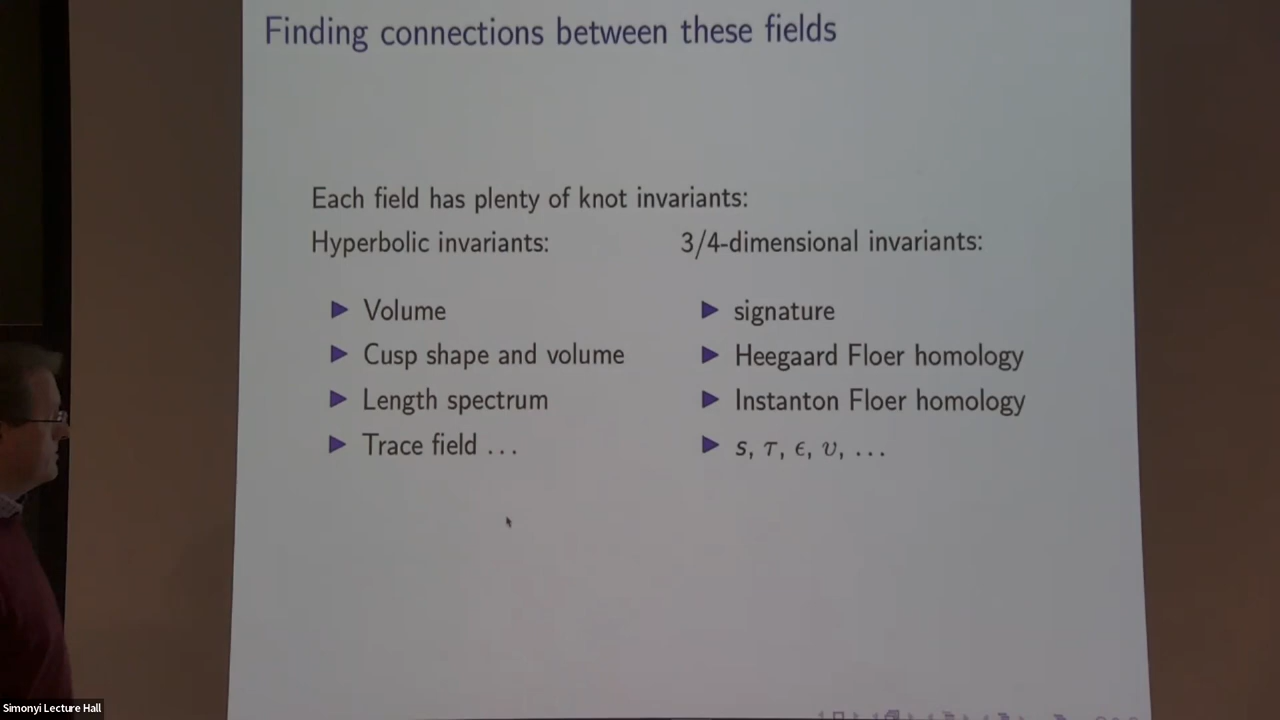 Finding connections between these fields
Each field has plenty of knot invariants:
Hyperbolic invariants:
▶ Volume
▶ Cusp shape and volume
▶ Length spectrum
▶ Trace field . . .
3/4-dimensional invariants:
▶ signature
▶ Heegaard Floer homology
▶ Instanton Floer homology
▶ s, τ, ϵ, υ, . . .
Simonyi Lecture Hall